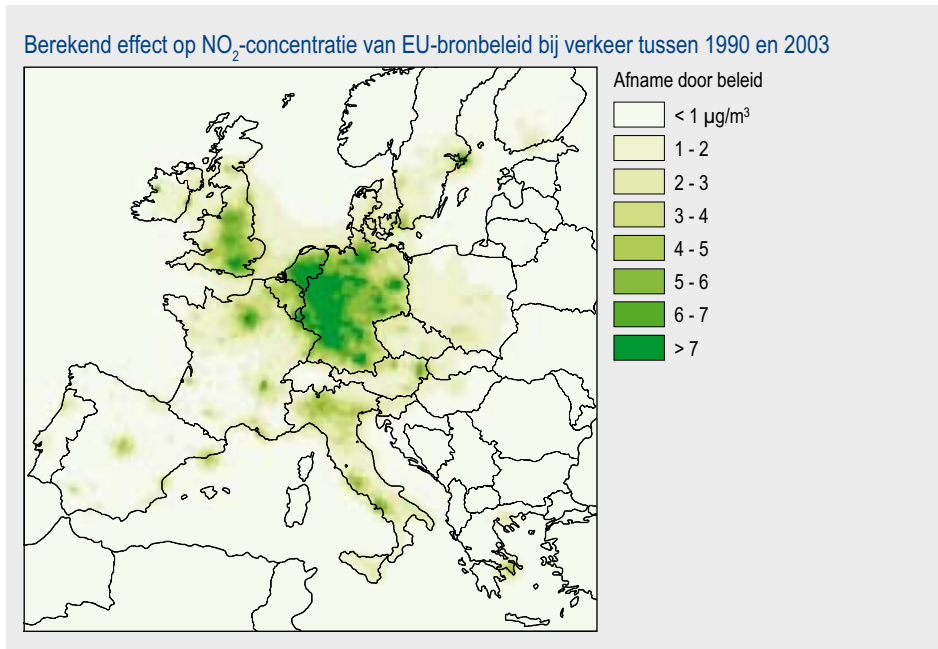 Berekend effect op NO₂-concentratie van EU-bronbeleid bij verkeer tussen 1990 en 2003
Afname door beleid
< 1 µg/m³
1 - 2
2 - 3
3 - 4
4 - 5
5 - 6
6 - 7
> 7